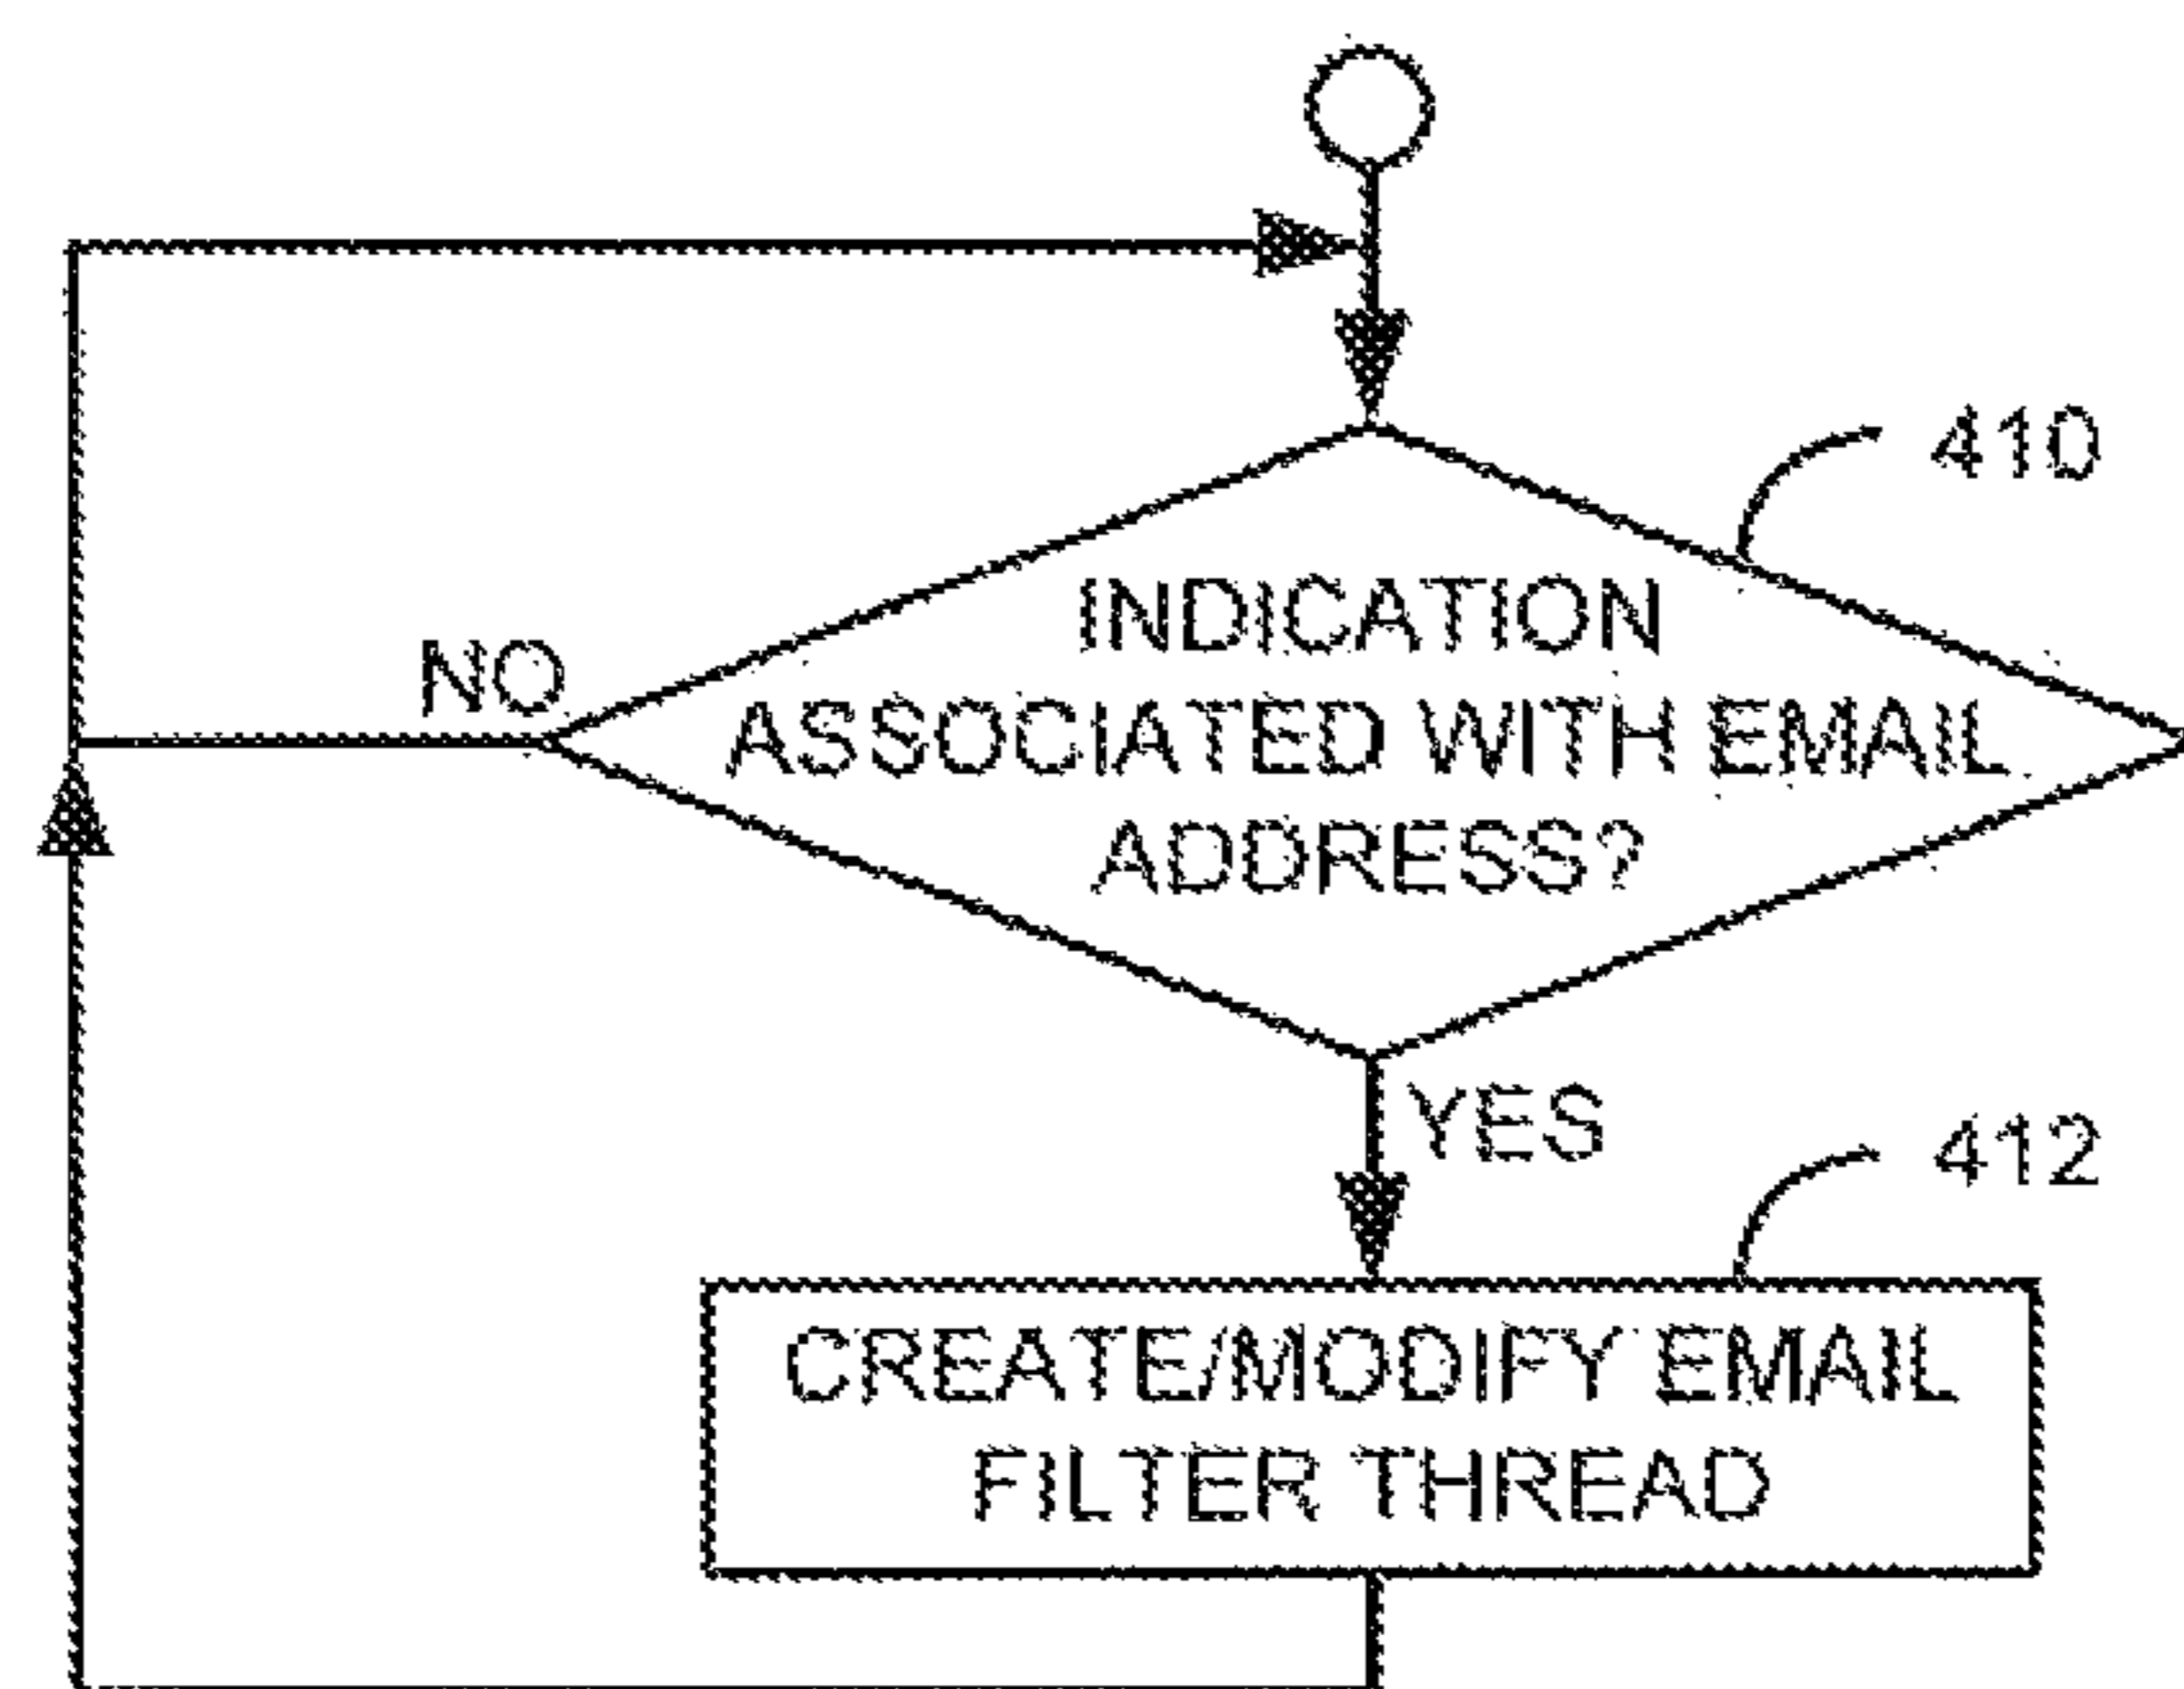 410
INDICATION
ASSOCIATED WITH EMAIL
ADDRESS?
NO
YES
412
CREATE/MODIFY EMAIL
FILTER THREAD